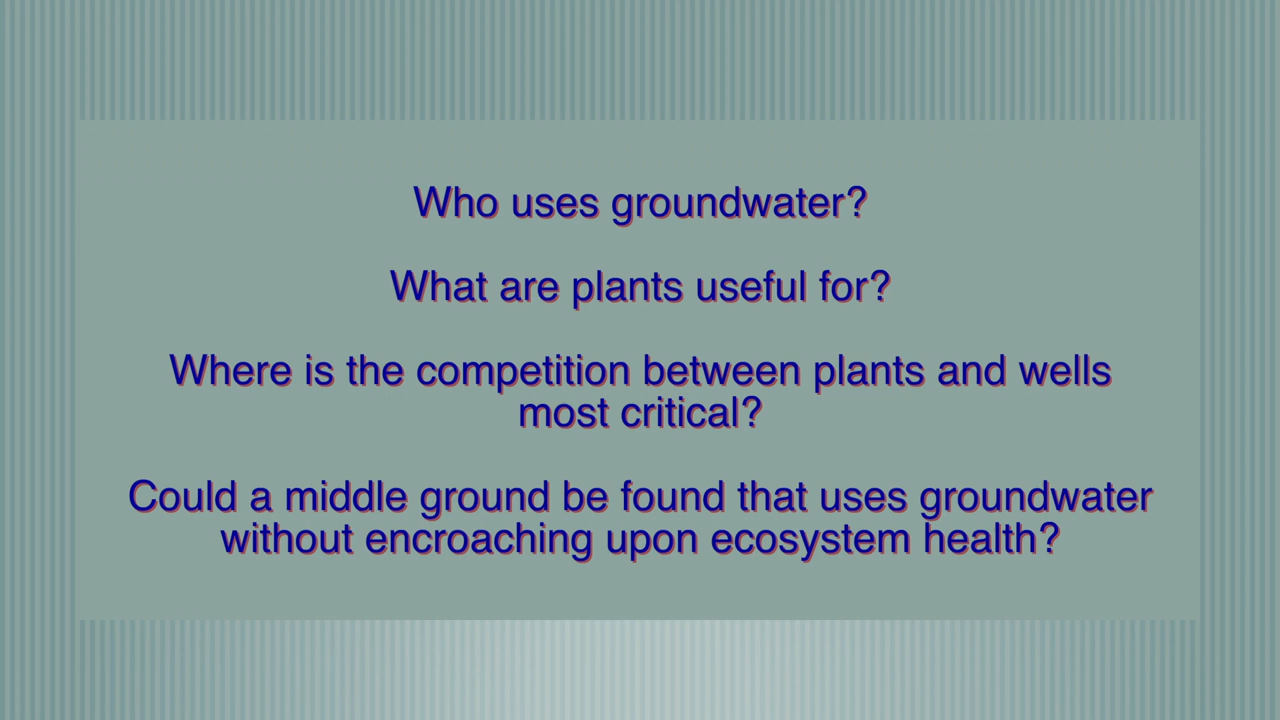 Who uses groundwater?
What are plants useful for?
Where is the competition between plants and wells
most critical?
Could a middle ground be found that uses groundwater
without encroaching upon ecosystem health?